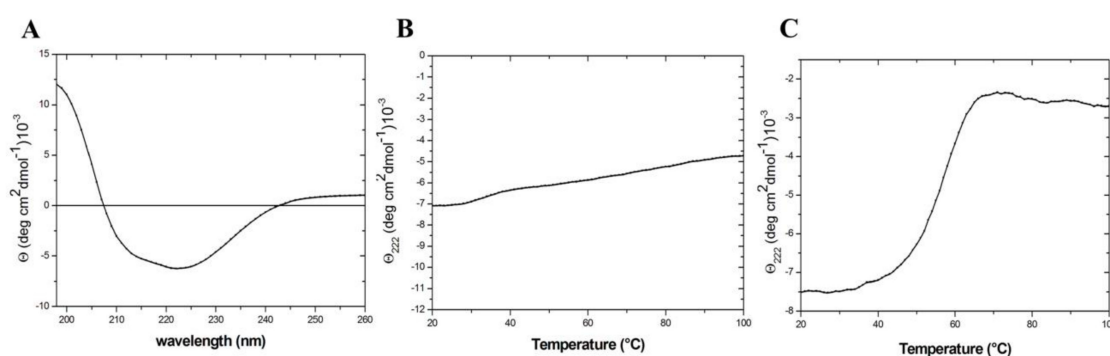 A
15
10
5
0
-5
-10
200 210 220 230 240 250 260
wavelength (nm)
Θ (deg cm²dmol⁻¹)10⁻³
B
0
-1
-2
-3
-4
-5
-6
-7
-8
-9
-10
-11
-12
20 40 60 80 100
Temperature (°C)
Θ₂₂₂ (deg cm²dmol⁻¹)10⁻³
C
-2
-3
-4
-5
-6
-7
-8
20 40 60 80 100
Temperature (°C)
Θ₂₂₂ (deg cm²dmol⁻¹)10⁻³